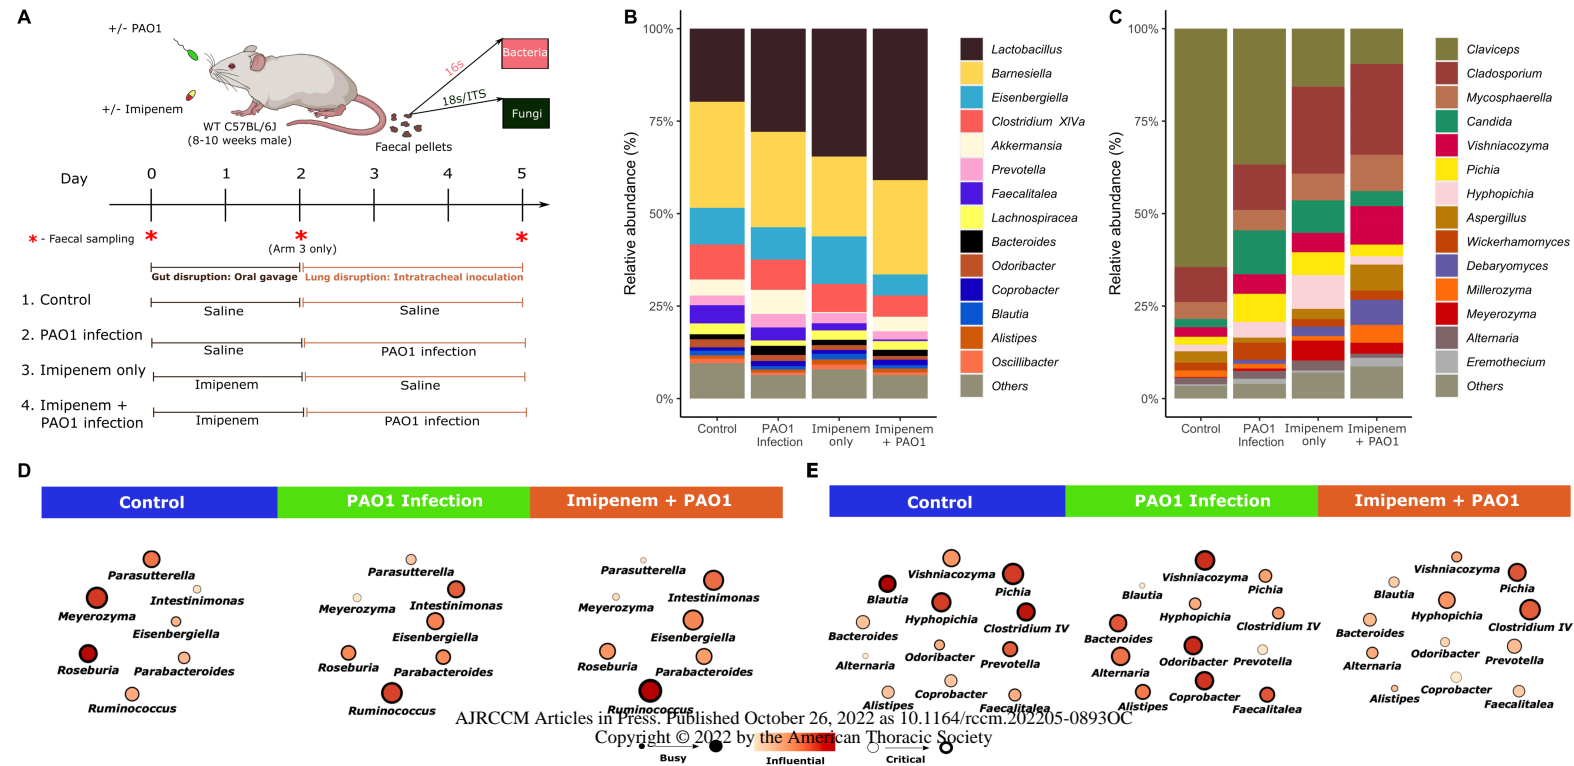 A
+/- PAO1
+/- Imipenem
WT C57BL/6J
(8-10 weeks male)
16s
18s/ITS
Bacteria
Fungi
Faecal pellets
Day
0
1
2
3
4
5
* - Faecal sampling
*
*
*
(Arm 3 only)
Gut disruption: Oral gavage
Lung disruption: Intratracheal inoculation
1. Control
Saline
Saline
2. PAO1 infection
Saline
PAO1 infection
3. Imipenem only
Imipenem
Saline
4. Imipenem +
PAO1 infection
Imipenem
PAO1 infection
B
Relative abundance (%)
100%
75%
50%
25%
0%
Control
PAO1
Infection
Imipenem
only
Imipenem
+ PAO1
Lactobacillus
Barnesiella
Eisenbergiella
Clostridium XIVa
Akkermansia
Prevotella
Faecalitalea
Lachnospiracea
Bacteroides
Odoribacter
Coprobacter
Blautia
Alistipes
Oscillibacter
Others
C
Relative abundance (%)
100%
75%
50%
25%
0%
Control
PAO1
Infection
Imipenem
only
Imipenem
+ PAO1
Claviceps
Cladosporium
Mycosphaerella
Candida
Vishniacozyma
Pichia
Hyphopichia
Aspergillus
Wickerhamomyces
Debaryomyces
Millerozyma
Meyerozyma
Alternaria
Eremothecium
Others
D
Control
PAO1 Infection
Imipenem + PAO1
Parasutterella
Intestinimonas
Meyerozyma
Eisenbergiella
Roseburia
Parabacteroides
Ruminococcus
Parasutterella
Meyerozyma
Intestinimonas
Eisenbergiella
Roseburia
Parabacteroides
Ruminococcus
Parasutterella
Intestinimonas
Meyerozyma
Eisenbergiella
Roseburia
Parabacteroides
Ruminococcus
E
Control
PAO1 Infection
Imipenem + PAO1
Vishniacozyma
Pichia
Blautia
Hyphopichia
Clostridium IV
Bacteroides
Odoribacter
Prevotella
Alternaria
Coprobacter
Alistipes
Faecalitalea
Vishniacozyma
Pichia
Blautia
Hyphopichia
Clostridium IV
Bacteroides
Odoribacter
Prevotella
Alternaria
Coprobacter
Alistipes
Faecalitalea
Vishniacozyma
Pichia
Blautia
Hyphopichia
Clostridium IV
Bacteroides
Odoribacter
Prevotella
Alternaria
Coprobacter
Alistipes
Faecalitalea
AJRCCM Articles in Press. Published October 26, 2022 as 10.1164/rccm.202205-0893OC
Copyright © 2022 by the American Thoracic Society
Busy
Influential
Critical